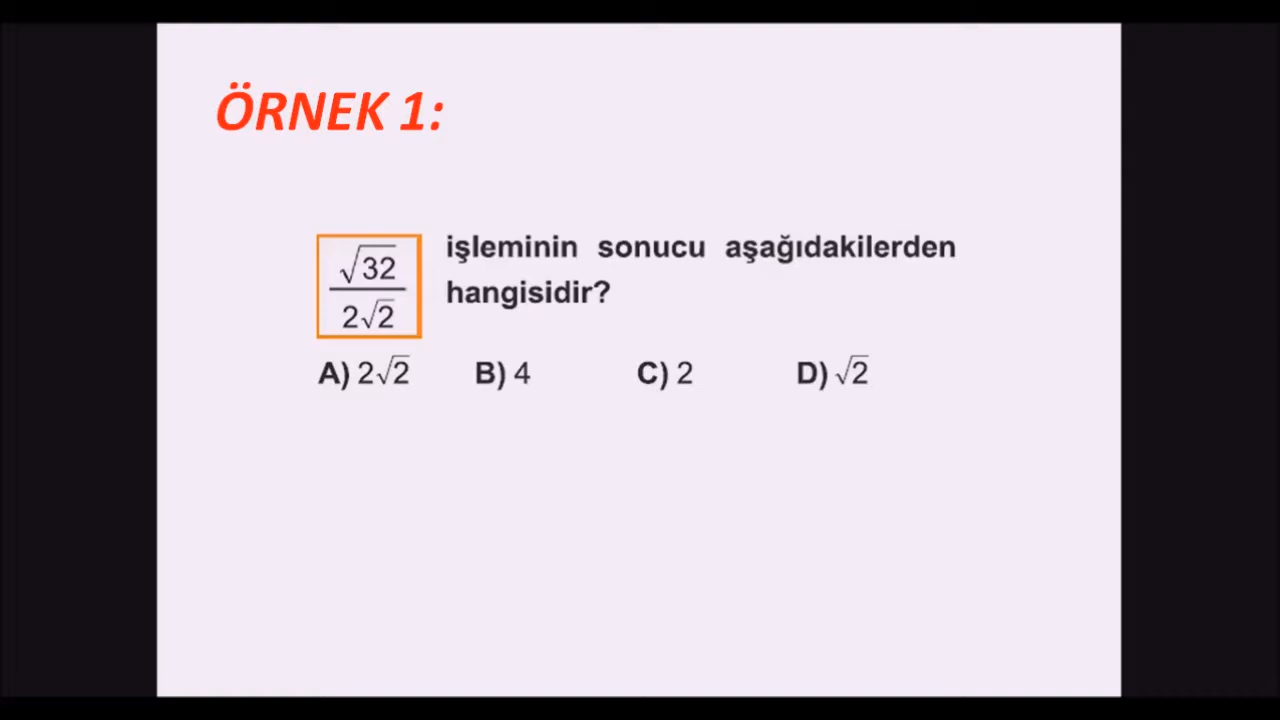 ÖRNEK 1:
√32 / 2√2 işleminin sonucu aşağıdakilerden
hangisidir?
A) 2√2 B) 4 C) 2 D) √2